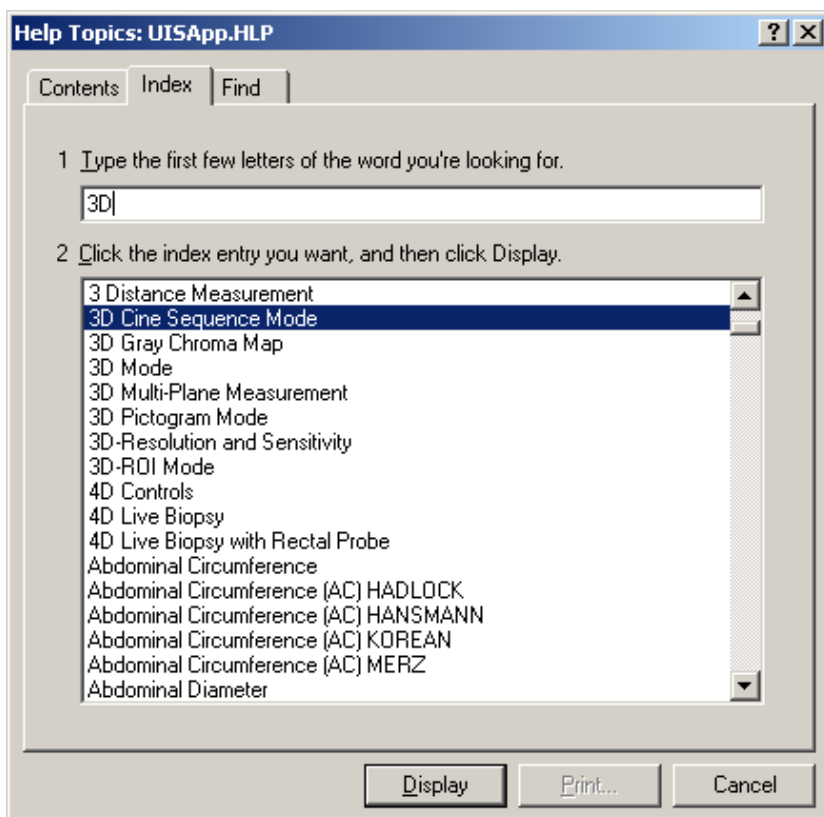 Help Topics: UISApp.HLP
Contents Index Find
1 Type the first few letters of the word you're looking for.
3D
2 Click the index entry you want, and then click Display.
3 Distance Measurement
3D Cine Sequence Mode
3D Gray Chroma Map
3D Mode
3D Multi-Plane Measurement
3D Pictogram Mode
3D-Resolution and Sensitivity
3D-ROI Mode
4D Controls
4D Live Biopsy
4D Live Biopsy with Rectal Probe
Abdominal Circumference
Abdominal Circumference (AC) HADLOCK
Abdominal Circumference (AC) HANSMANN
Abdominal Circumference (AC) KOREAN
Abdominal Circumference (AC) MERZ
Abdominal Diameter
Display Print... Cancel